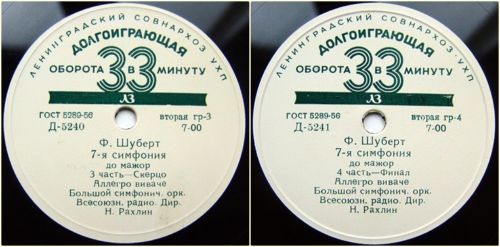 ЛЕНИНГРАДСКИЙ СОВНАРХОЗ·УХП
ДОЛГОИГРАЮЩАЯ
ОБОРОТА 33 В МИНУТУ
ГОСТ 5289-56 вторая гр-3
Д-5240 7-00
Ф. Шуберт
7-я симфония
до мажор
3 часть—Скерцо
Аллегро виваче
Большой симфонич. орк.
Всесоюзн. радио. Дир.
Н. Рахлин
ЛЕНИНГРАДСКИЙ СОВНАРХОЗ·УХП
ДОЛГОИГРАЮЩАЯ
ОБОРОТА 33 В МИНУТУ
ГОСТ 5289-56 вторая гр-4
Д-5241 7-00
Ф. Шуберт
7-я симфония
до мажор
4 часть—Финал
Аллегро виваче
Большой симфонич. орк.
Всесоюзн. радио. Дир.
Н. Рахлин